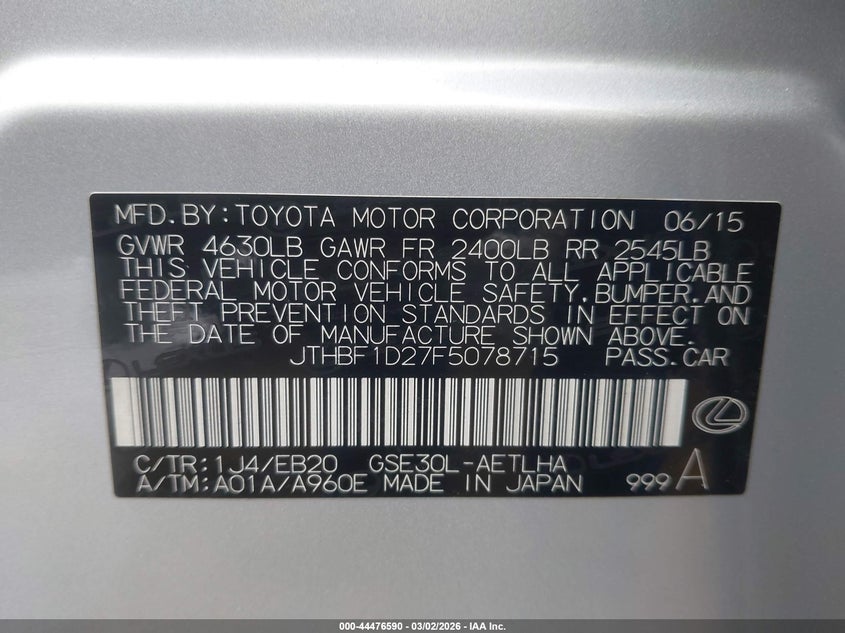 MFD.BY:TOYOTA MOTOR CORPORATION 06/15
GVWR 4630LB GAWR FR 2400LB RR 2545LB
THIS VEHICLE CONFORMS TO ALL APPLICABLE
FEDERAL MOTOR VEHICLE SAFETY,BUMPER,AND
THEFT PREVENTION STANDARDS IN EFFECT ON
THE DATE OF MANUFACTURE SHOWN ABOVE.
JTHBF1D27F5078715 PASS.CAR
C/TR:1J4/EB20 GSE30L-AETLHA
A/TM:A01A/A960E MADE IN JAPAN 999 A
000-44476590 - 03/02/2026 - IAA Inc.